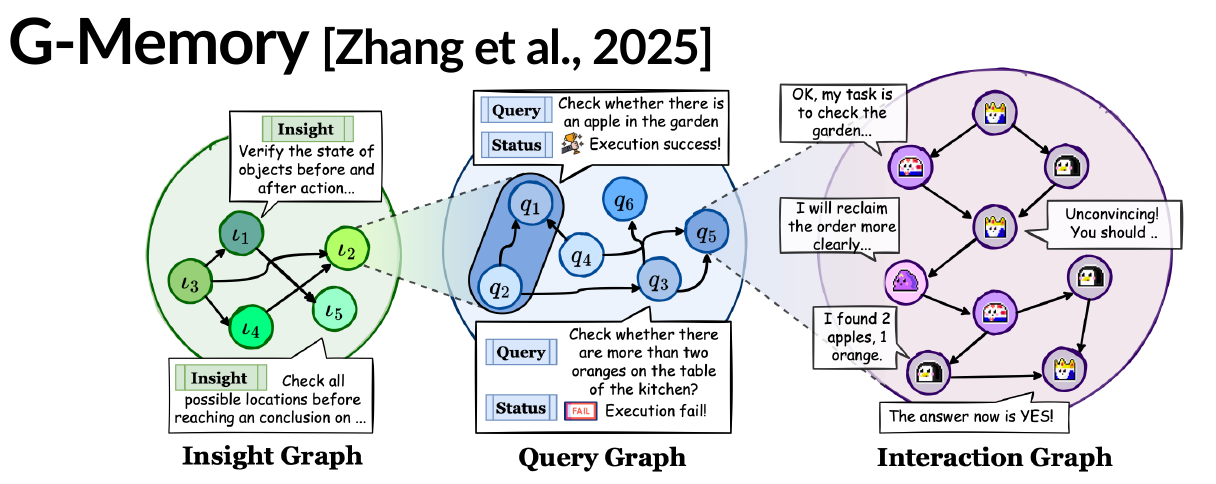 G-Memory [Zhang et al., 2025]
Insight
Verify the state of
objects before and
after action...
ι1
ι2
ι3
ι4
ι5
Insight Check all
possible locations before
reaching an conclusion on ...
Insight Graph
Query Check whether there is
an apple in the garden
Status Execution success!
q1
q6
q5
q4
q2
q3
Query Check whether there
are more than two
oranges on the table
of the kitchen?
Status FAIL Execution fail!
Query Graph
OK, my task is
to check the
garden...
I will reclaim
the order more
clearly...
Unconvincing!
You should ..
I found 2
apples, 1
orange.
The answer now is YES!
Interaction Graph